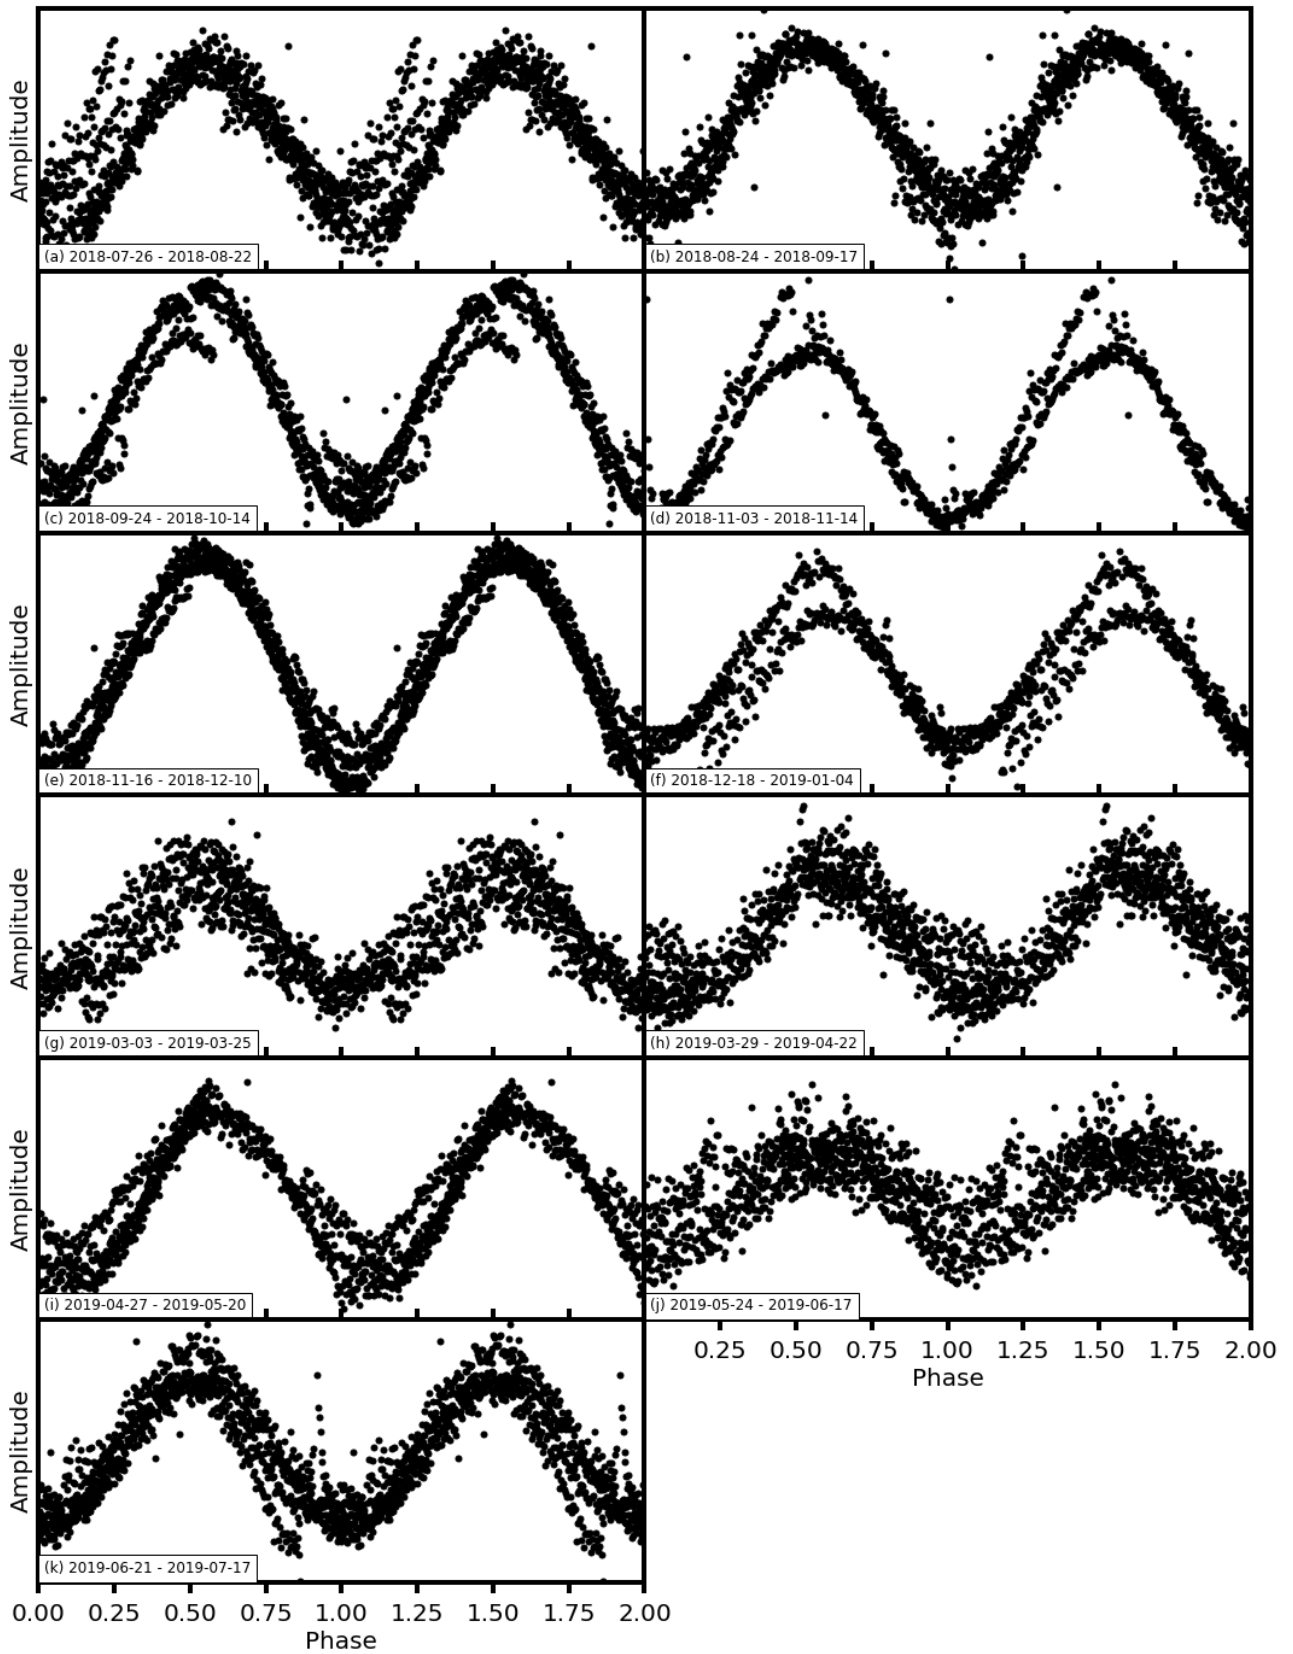 Amplitude
(a) 2018-07-26 - 2018-08-22
(b) 2018-08-24 - 2018-09-17
Amplitude
(c) 2018-09-24 - 2018-10-14
(d) 2018-11-03 - 2018-11-14
Amplitude
(e) 2018-11-16 - 2018-12-10
(f) 2018-12-18 - 2019-01-04
Amplitude
(g) 2019-03-03 - 2019-03-25
(h) 2019-03-29 - 2019-04-22
Amplitude
(i) 2019-04-27 - 2019-05-20
(j) 2019-05-24 - 2019-06-17
0.25 0.50 0.75 1.00 1.25 1.50 1.75 2.00
Phase
Amplitude
(k) 2019-06-21 - 2019-07-17
0.00 0.25 0.50 0.75 1.00 1.25 1.50 1.75 2.00
Phase